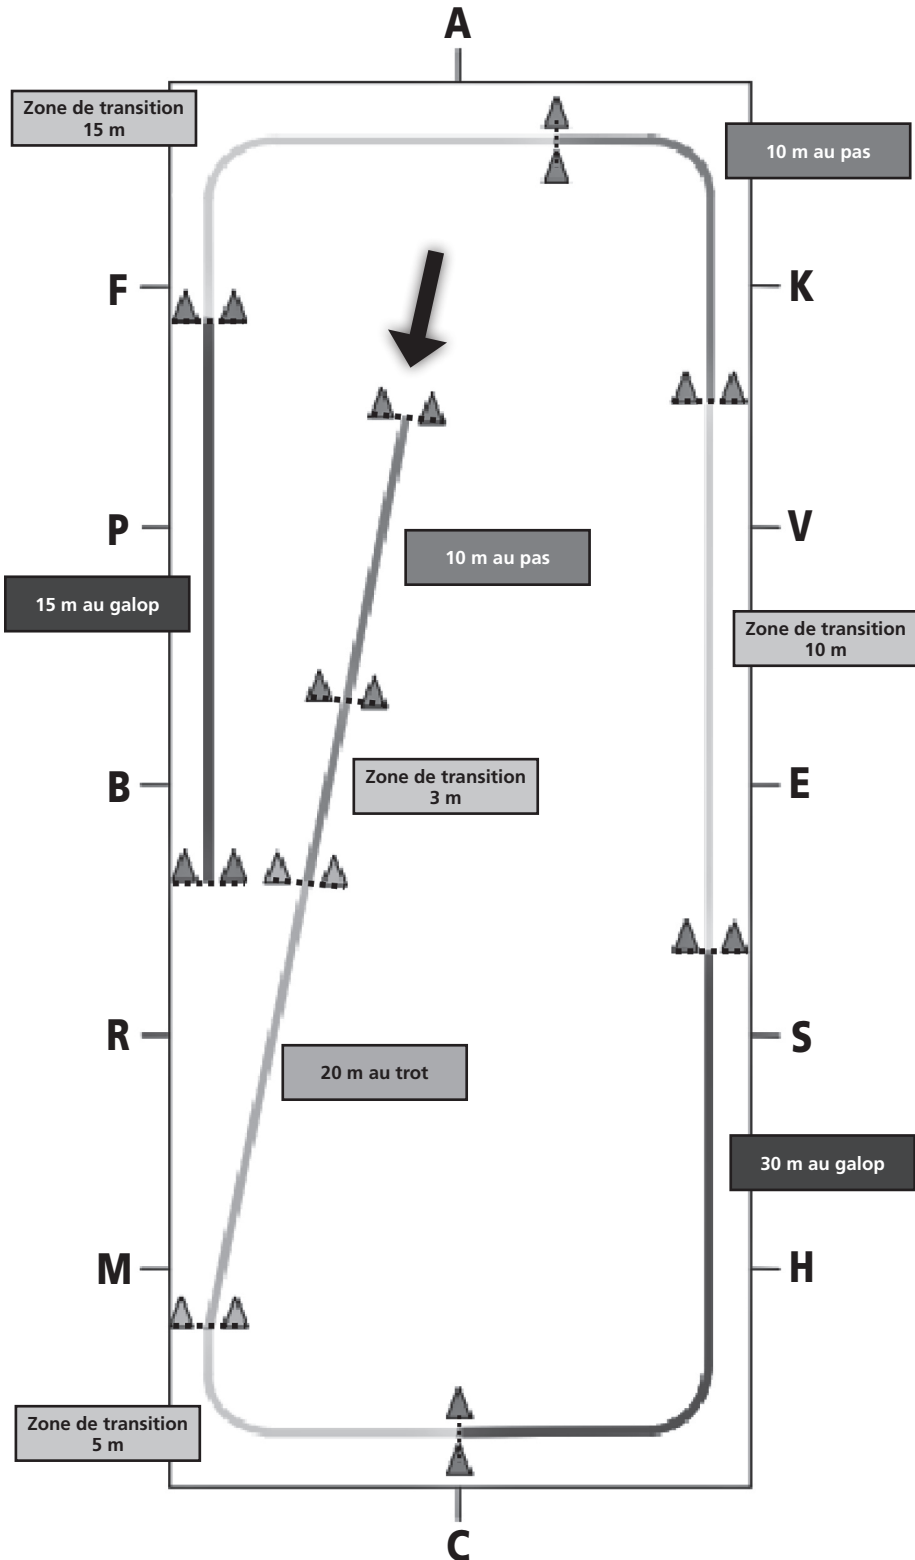 A
Zone de transition
15 m
10 m au pas
F
K
P
10 m au pas
V
15 m au galop
Zone de transition
10 m
B
Zone de transition
3 m
E
R
20 m au trot
S
30 m au galop
M
H
Zone de transition
5 m
C